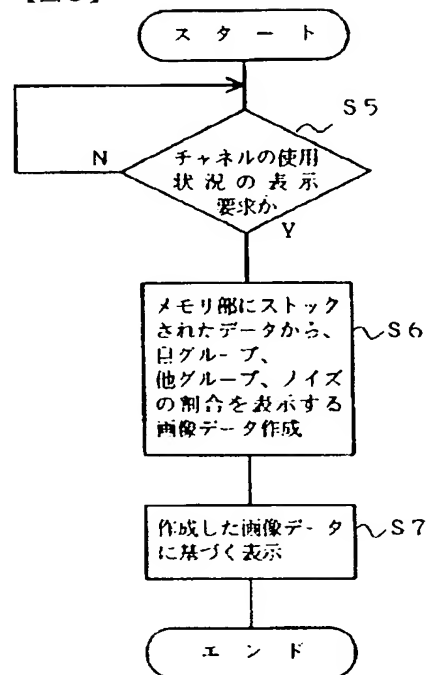 スタート
S5
N
チャネルの使用
状況の表示
要求か
Y
メモリ部にストック
されたデータから、
自グループ、
他グループ、ノイズ
の割合を表示する
画像データ作成
S6
作成した画像データ
に基づく表示
S7
エンド